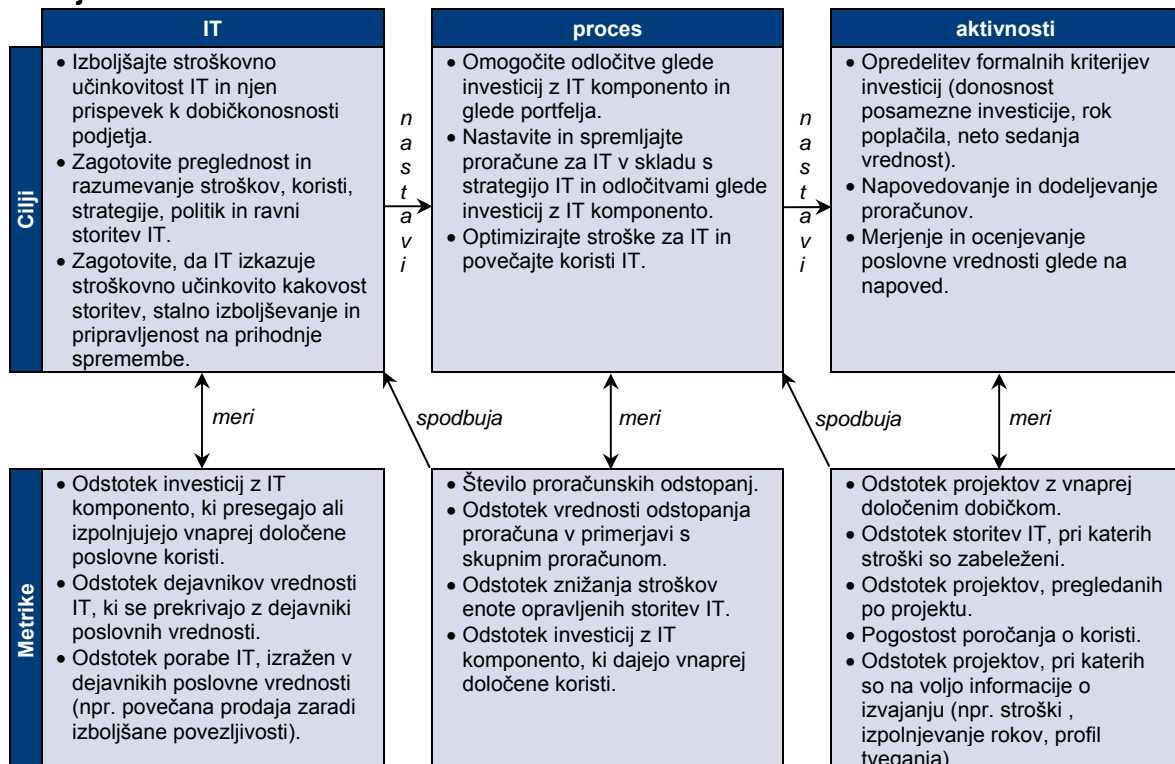 IT
proces
aktivnosti
Cilji
• Izboljšajte stroškovno
učinkovitost IT in njen
prispevek k dobičkonosnosti
podjetja.
• Zagotovite preglednost in
razumevanje stroškov, koristi,
strategije, politik in ravni
storitev IT.
• Zagotovite, da IT izkazuje
stroškovno učinkovito kakovost
storitev, stalno izboljševanje in
pripravljenost na prihodnje
spremembe.
nastavi
• Omogočite odločitve glede
investicij z IT komponento in
glede portfelja.
• Nastavite in spremljajte
proračune za IT v skladu s
strategijo IT in odločitvami glede
investicij z IT komponento.
• Optimizirajte stroške za IT in
povečajte koristi IT.
nastavi
• Opredelitev formalnih kriterijev
investicij (donosnost
posamezne investicije, rok
poplačila, neto sedanja
vrednost).
• Napovedovanje in dodeljevanje
proračunov.
• Merjenje in ocenjevanje
poslovne vrednosti glede na
napoved.
meri
spodbuja
meri
spodbuja
meri
Metrike
• Odstotek investicij z IT
komponento, ki presegajo ali
izpolnjujejo vnaprej določene
poslovne koristi.
• Odstotek dejavnikov vrednosti
IT, ki se prekrivajo z dejavniki
poslovnih vrednosti.
• Odstotek porabe IT, izražen v
dejavnikih poslovne vrednosti
(npr. povečana prodaja zaradi
izboljšane povezljivosti).
• Število proračunskih odstopanj.
• Odstotek vrednosti odstopanja
proračuna v primerjavi s
skupnim proračunom.
• Odstotek znižanja stroškov
enote opravljenih storitev IT.
• Odstotek investicij z IT
komponento, ki dajejo vnaprej
določene koristi.
• Odstotek projektov z vnaprej
določenim dobičkom.
• Odstotek storitev IT, pri katerih
stroški so zabeleženi.
• Odstotek projektov, pregledanih
po projektu.
• Pogostost poročanja o koristi.
• Odstotek projektov, pri katerih
so na voljo informacije o
izvajanju (npr. stroški ,
izpolnjevanje rokov, profil
tveganja)